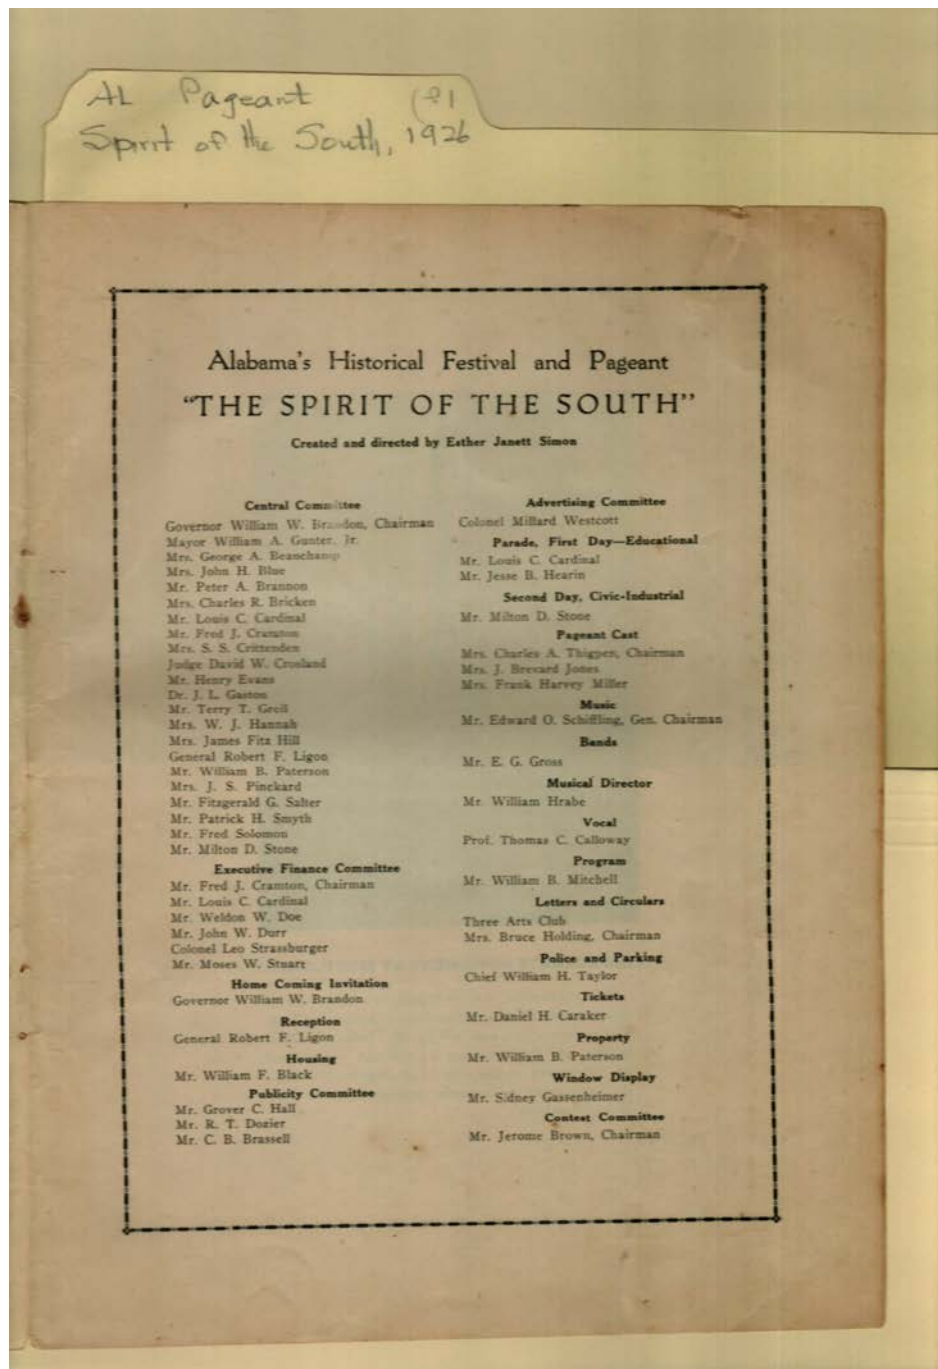 AL Pageant
Spirit of the South, 1926
Alabama's Historical Festival and Pageant
"THE SPIRIT OF THE SOUTH"
Created and directed by Esther Janett Simon
Central Committee
Governor William W. Brandon, Chairman
Mayor William A. Gunter, Jr.
Mrs. George A. Beauchamp
Mrs. John H. Blue
Mr. Peter A. Brannon
Mrs. Charles R. Bricken
Mr. Louis C. Cardinal
Mr. Fred J. Cramton
Mrs. S. S. Crittenden
Judge David W. Crosland
Mr. Henry Evans
Dr. J. L. Gaston
Mr. Terry T. Greil
Mrs. W. J. Hannah
Mrs. James Fitz Hill
General Robert F. Ligon
Mr. William B. Paterson
Mrs. J. S. Pinckard
Mr. Fitzgerald G. Salter
Mr. Patrick H. Smyth
Mr. Fred Solomon
Mr. Milton D. Stone
Executive Finance Committee
Mr. Fred J. Cramton, Chairman
Mr. Louis C. Cardinal
Mr. Weldon W. Doe
Mr. John W. Durr
Colonel Leo Strassburger
Mr. Moses W. Stuart
Home Coming Invitation
Governor William W. Brandon
Reception
General Robert F. Ligon
Housing
Mr. William F. Black
Publicity Committee
Mr. Grover C. Hall
Mr. R. T. Dozier
Mr. C. B. Brassell
Advertising Committee
Colonel Millard Westcott
Parade, First Day—Educational
Mr. Louis C. Cardinal
Mr. Jesse B. Hearin
Second Day, Civic-Industrial
Mr. Milton D. Stone
Pageant Cast
Mrs. Charles A. Thigpen, Chairman
Mrs. J. Brevard Jones
Mrs. Frank Harvey Miller
Music
Mr. Edward O. Schiffling, Gen. Chairman
Bands
Mr. E. G. Gross
Musical Director
Mr. William Hrabe
Vocal
Prof. Thomas C. Calloway
Program
Mr. William B. Mitchell
Letters and Circulars
Three Arts Club
Mrs. Bruce Holding, Chairman
Police and Parking
Chief William H. Taylor
Tickets
Mr. Daniel H. Caraker
Property
Mr. William B. Paterson
Window Display
Mr. Sidney Gassenheimer
Contest Committee
Mr. Jerome Brown, Chairman